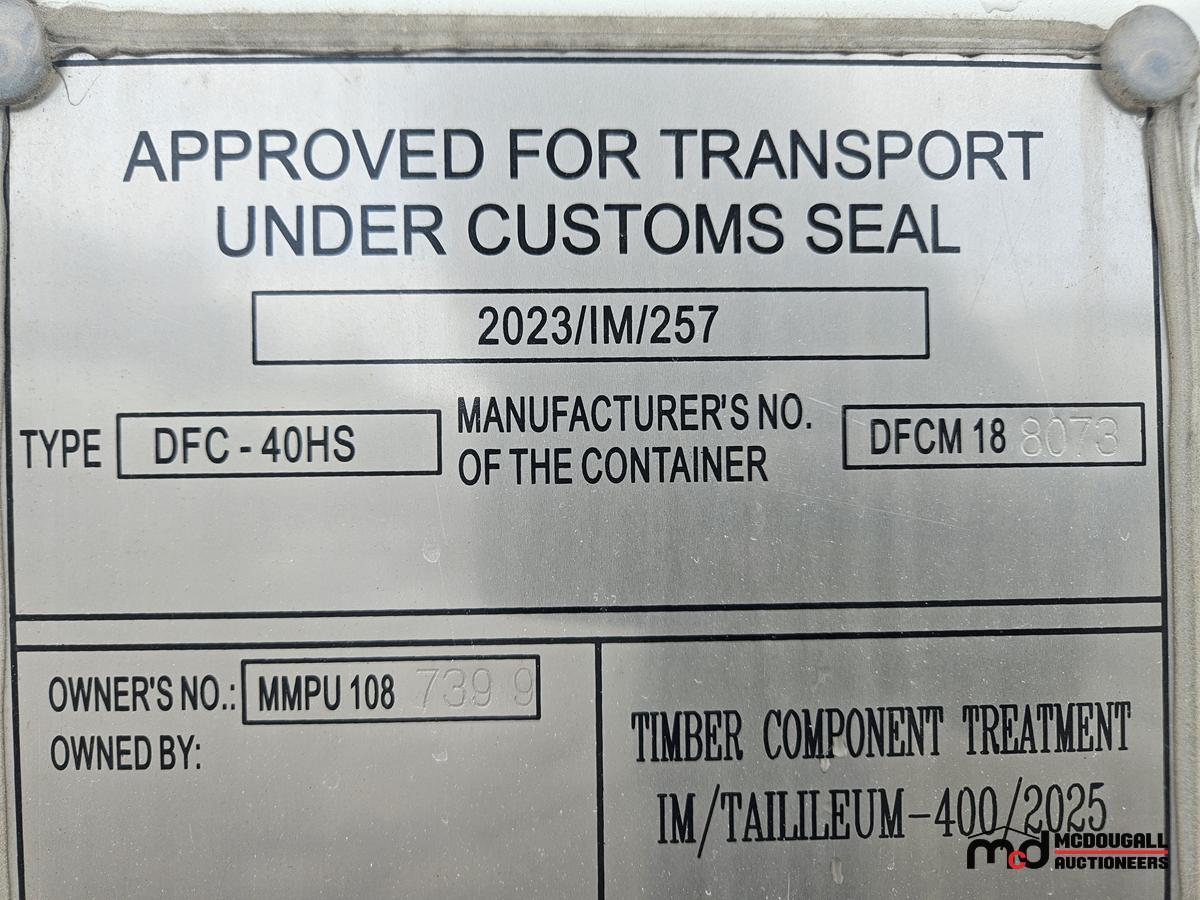 APPROVED FOR TRANSPORT
UNDER CUSTOMS SEAL
2023/IM/257
TYPE DFC - 40HS
MANUFACTURER'S NO.
OF THE CONTAINER
DFCM 18 8073
OWNER'S NO.: MMPU 108 739 9
OWNED BY:
TIMBER COMPONENT TREATMENT
IM/TAILILEUM-400/2025
mcd MCDOUGALL
AUCTIONEERS